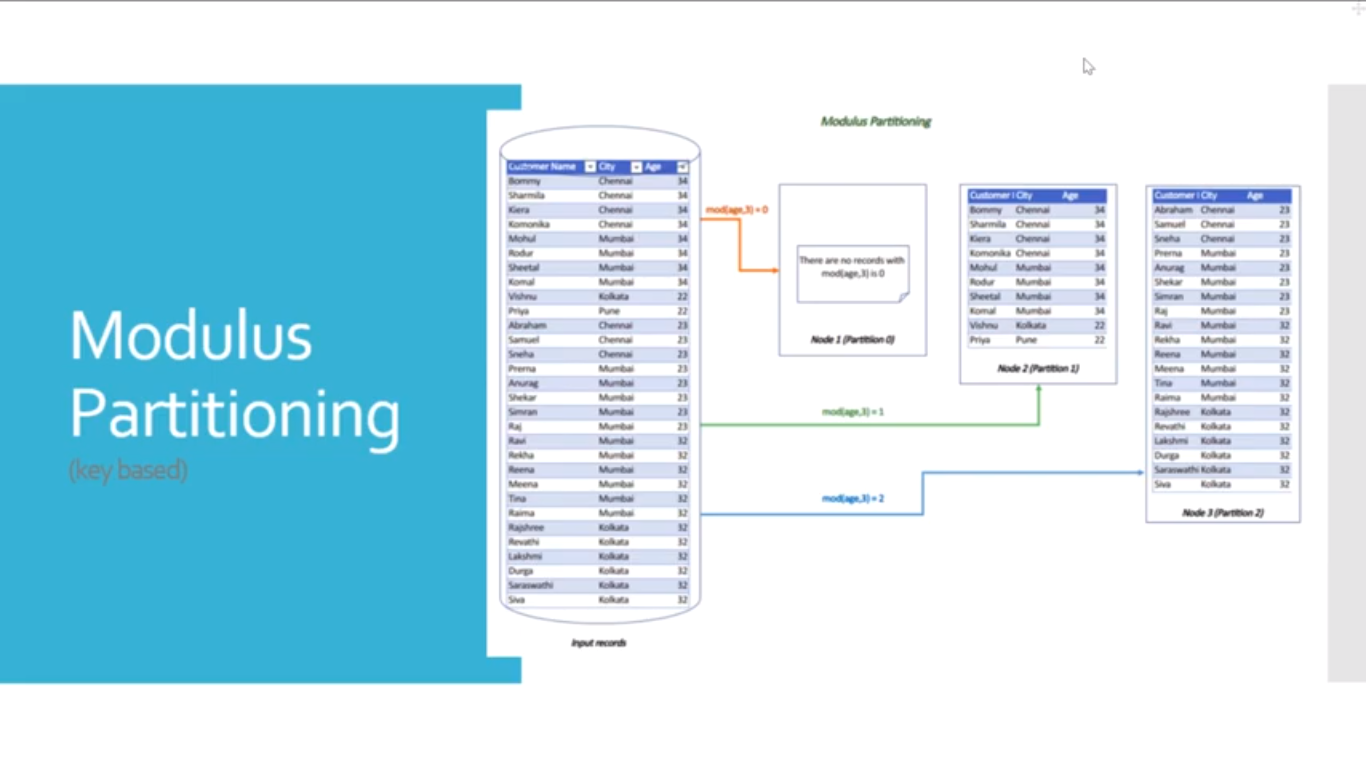 Modulus
Partitioning
(key based)
Modulus Partitioning
Customer Name City Age
Bommy Chennai 34
Sharmila Chennai 34
Kiera Chennai 34
Komonika Chennai 34
Mohul Mumbai 34
Rodur Mumbai 34
Sheetal Mumbai 34
Komal Mumbai 34
Vishnu Kolkata 22
Priya Pune 22
Abraham Chennai 23
Samuel Chennai 23
Sneha Chennai 23
Prerna Mumbai 23
Anurag Mumbai 23
Shekar Mumbai 23
Simran Mumbai 23
Raj Mumbai 23
Ravi Mumbai 32
Rekha Mumbai 32
Reena Mumbai 32
Meena Mumbai 32
Tina Mumbai 32
Raima Mumbai 32
Rajshree Kolkata 32
Revathi Kolkata 32
Lakshmi Kolkata 32
Durga Kolkata 32
Saraswathi Kolkata 32
Siva Kolkata 32
Input records
mod(age,3) = 0
There are no records with
mod(age,3) is 0
Node 1 (Partition 0)
mod(age,3) = 1
Customer City Age
Bommy Chennai 34
Sharmila Chennai 34
Kiera Chennai 34
Komonika Chennai 34
Mohul Mumbai 34
Rodur Mumbai 34
Sheetal Mumbai 34
Komal Mumbai 34
Vishnu Kolkata 22
Priya Pune 22
Node 2 (Partition 1)
mod(age,3) = 2
Customer City Age
Abraham Chennai 23
Samuel Chennai 23
Sneha Chennai 23
Prerna Mumbai 23
Anurag Mumbai 23
Shekar Mumbai 23
Simran Mumbai 23
Raj Mumbai 23
Ravi Mumbai 32
Rekha Mumbai 32
Reena Mumbai 32
Meena Mumbai 32
Tina Mumbai 32
Raima Mumbai 32
Rajshree Kolkata 32
Revathi Kolkata 32
Lakshmi Kolkata 32
Durga Kolkata 32
Saraswathi Kolkata 32
Siva Kolkata 32
Node 3 (Partition 2)